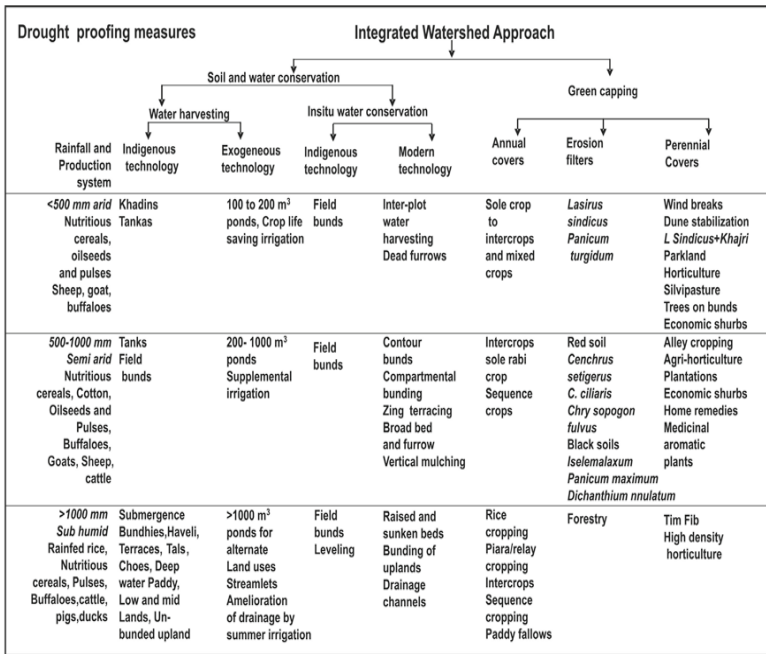 Drought proofing measures
Integrated Watershed Approach
Soil and water conservation
Green capping
Water harvesting
Insitu water conservation
Rainfall and
Production
system
Indigenous
technology
Exogeneous
technology
Indigenous
technology
Modern
technology
Annual
covers
Erosion
filters
Perennial
Covers
<500 mm arid
Nutritious
cereals,
oilseeds
and pulses
Sheep, goat,
buffaloes
Khadins
Tankas
100 to 200 m³
ponds, Crop life
saving irrigation
Field
bunds
Inter-plot
water
harvesting
Dead furrows
Sole crop
to
intercrops
and mixed
crops
Lasirus
sindicus
Panicum
turgidum
Wind breaks
Dune stabilization
L Sindicus+Khajri
Parkland
Horticulture
Silvipasture
Trees on bunds
Economic shurbs
500-1000 mm
Semi arid
Nutritious
cereals, Cotton,
Oilseeds and
Pulses,
Buffaloes,
Goats, Sheep,
cattle
Tanks
Field
bunds
200- 1000 m³
ponds
Supplemental
irrigation
Field
bunds
Contour
bunds
Compartmental
bunding
Zing terracing
Broad bed
and furrow
Vertical mulching
Intercrops
sole rabi
crop
Sequence
crops
Red soil
Cenchrus
setigerus
C. ciliaris
Chry sopogon
fulvus
Black soils
Iselemalaxum
Panicum maximum
Dichanthium nnulatum
Alley cropping
Agri-horticulture
Plantations
Economic shurbs
Home remedies
Medicinal
aromatic
plants
>1000 mm
Sub humid
Rainfed rice,
Nutritious
cereals, Pulses,
Buffaloes,cattle,
pigs,ducks
Submergence
Bundhies,Haveli,
Terraces, Tals,
Choes, Deep
water Paddy,
Low and mid
Lands, Un-
bunded upland
>1000 m³
ponds for
alternate
Land uses
Streamlets
Amelioration
of drainage by
summer irrigation
Field
bunds
Leveling
Raised and
sunken beds
Bunding of
uplands
Drainage
channels
Rice
cropping
Piara/relay
cropping
Intercrops
Sequence
cropping
Paddy fallows
Forestry
Tim Fib
High density
horticulture